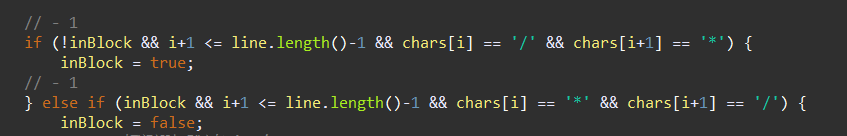 // - 1
if (!inBlock && i+1 <= line.length()-1 && chars[i] == '/' && chars[i+1] == '*') {
    inBlock = true;
// - 1
} else if (inBlock && i+1 <= line.length()-1 && chars[i] == '*' && chars[i+1] == '/') {
    inBlock = false;